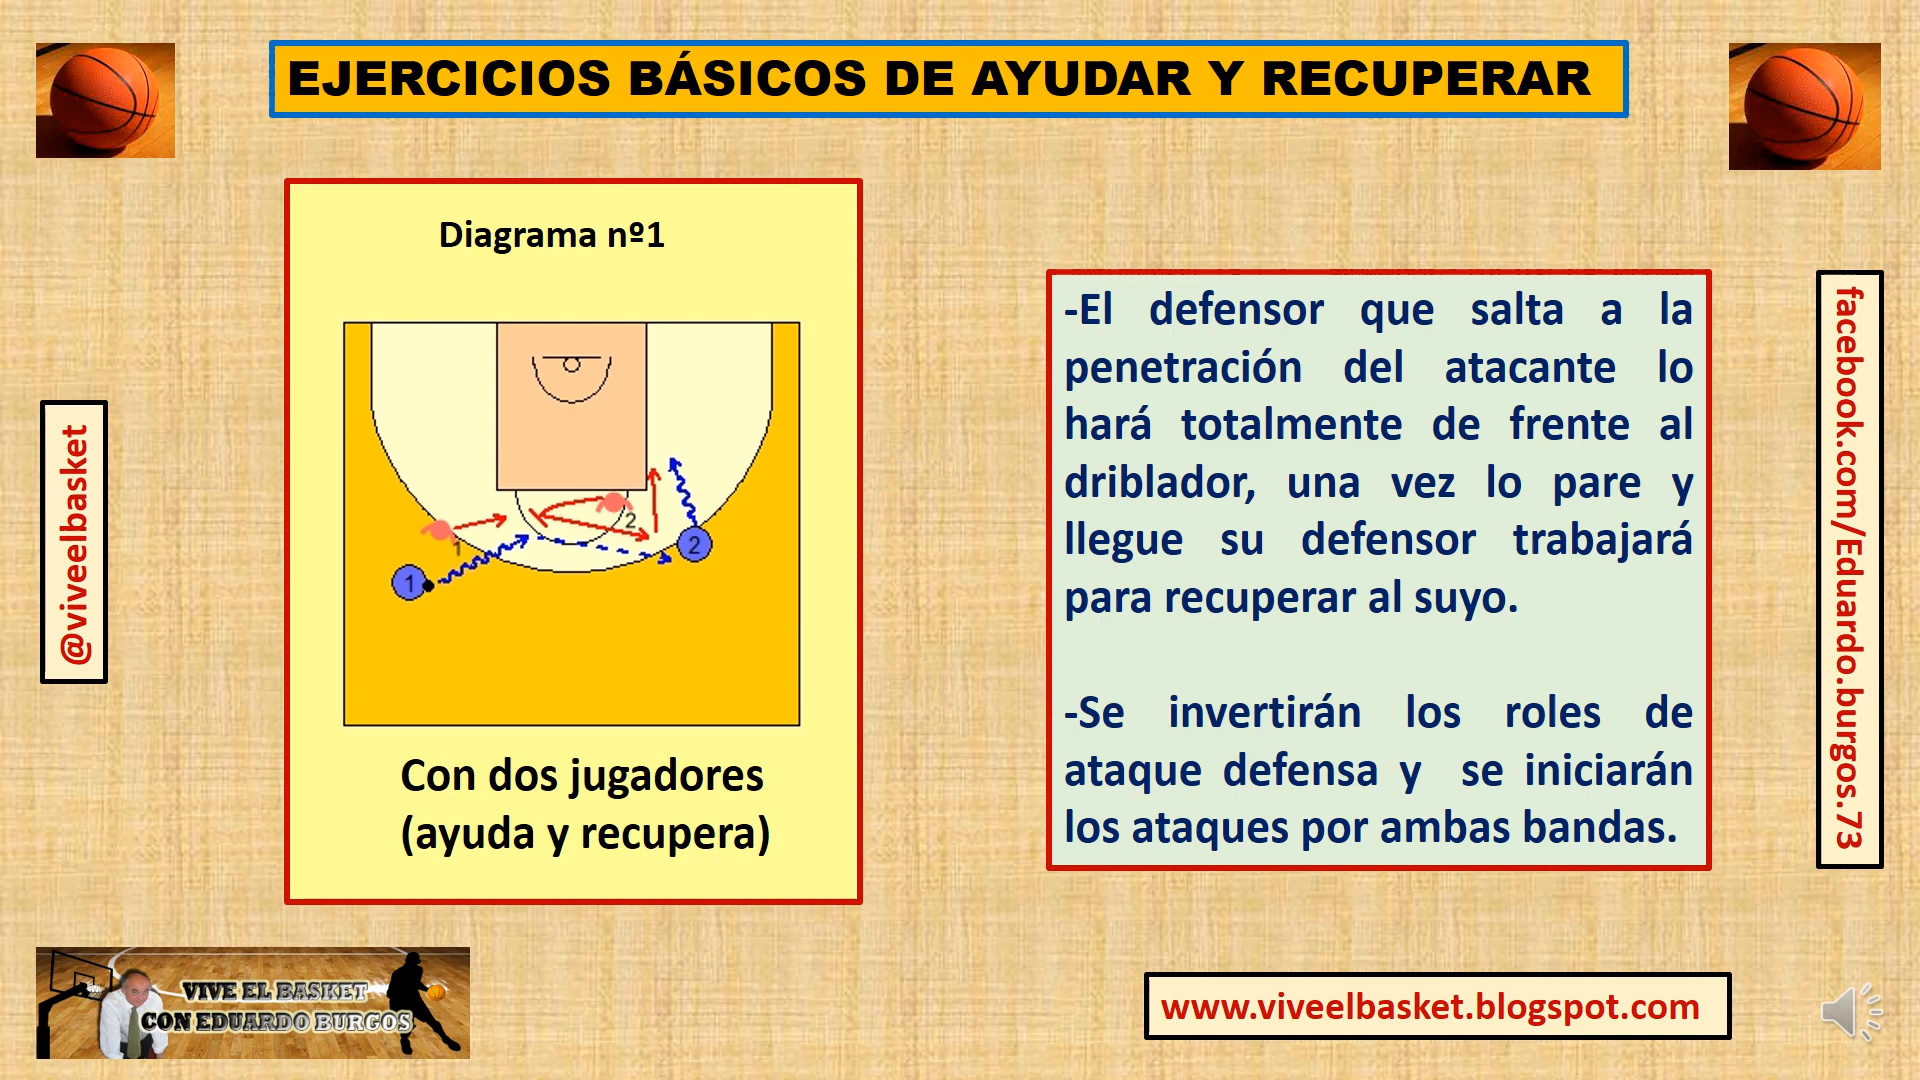 EJERCICIOS BÁSICOS DE AYUDAR Y RECUPERAR
Diagrama nº1
1
2
1
2
Con dos jugadores
(ayuda y recupera)
-El defensor que salta a la
penetración del atacante lo
hará totalmente de frente al
driblador, una vez lo pare y
llegue su defensor trabajará
para recuperar al suyo.
-Se invertirán los roles de
ataque defensa y se iniciarán
los ataques por ambas bandas.
@viveelbasket
facebook.com/Eduardo.burgos.73
VIVE EL BASKET
CON EDUARDO BURGOS
www.viveelbasket.blogspot.com